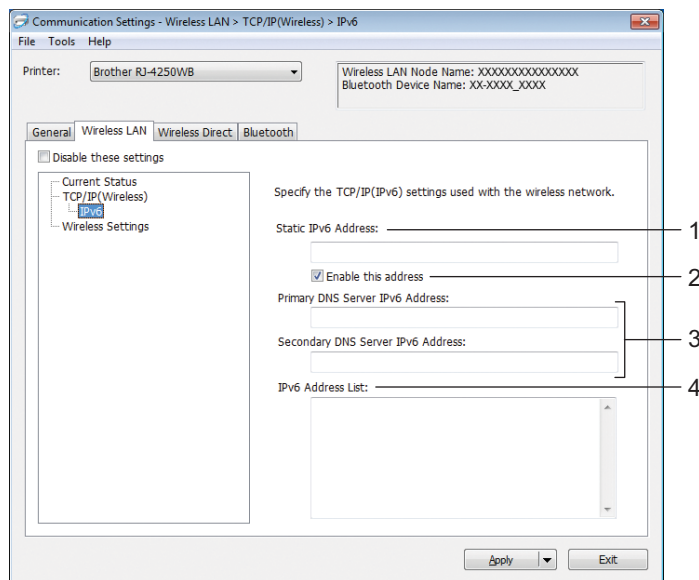 Communication Settings - Wireless LAN > TCP/IP(Wireless) > IPv6
File Tools Help
Printer: Brother RJ-4250WB
Wireless LAN Node Name: XXXXXXXXXXXXXXX
Bluetooth Device Name: XX-XXXX_XXXX
General Wireless LAN Wireless Direct Bluetooth
Disable these settings
Current Status
TCP/IP(Wireless)
IPv6
Wireless Settings
Specify the TCP/IP(IPv6) settings used with the wireless network.
Static IPv6 Address: 1
Enable this address 2
Primary DNS Server IPv6 Address:
3
Secondary DNS Server IPv6 Address:
IPv6 Address List: 4
Apply Exit